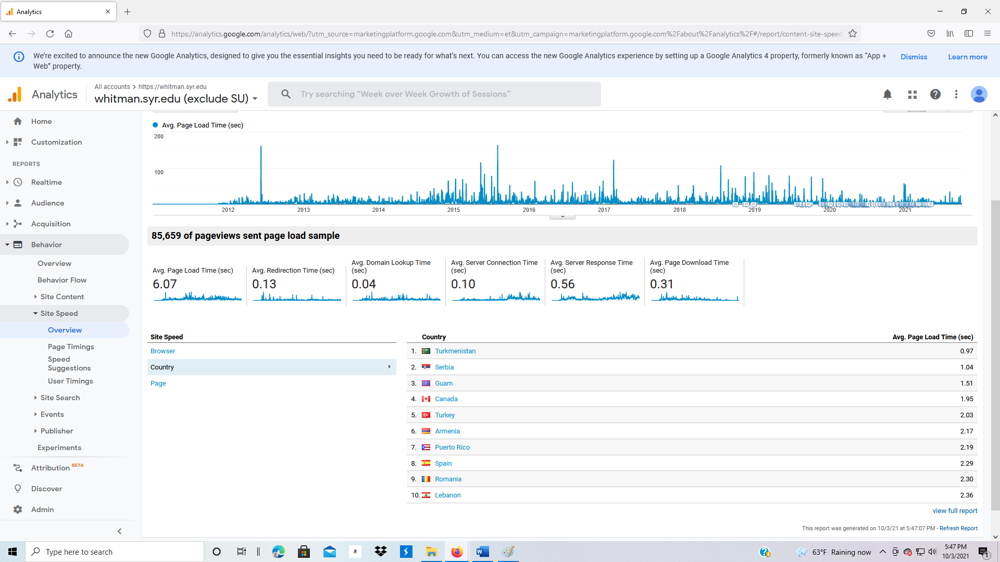 Analytics
https://analytics.google.com/analytics/web/?utm_source=marketingplatform.google.com&utm_medium=et&utm_campaign=marketingplatform.google.com%2Fabout%2Fanalytics%2F#/report/content-site-speed
We're excited to announce the new Google Analytics, designed to give you the essential insights you need to be ready for what's next. You can access the new Google Analytics experience by setting up a Google Analytics 4 property, formerly known as “App +
Web” property.
Dismiss
Learn more
Analytics
All accounts > https://whitman.syr.edu
whitman.syr.edu (exclude SU)
Try searching “Week over Week Growth of Sessions”
Home
Customization
REPORTS
Realtime
Audience
Acquisition
Behavior
Overview
Behavior Flow
Site Content
Site Speed
Overview
Page Timings
Speed
Suggestions
User Timings
Site Search
Events
Publisher
Experiments
Attribution BETA
Discover
Admin
Avg. Page Load Time (sec)
200
100
2012 2013 2014 2015 2016 2017 2018 2019 2020 2021
85,659 of pageviews sent page load sample
Avg. Page Load Time (sec)
6.07
Avg. Redirection Time (sec)
0.13
Avg. Domain Lookup Time
(sec)
0.04
Avg. Server Connection Time
(sec)
0.10
Avg. Server Response Time
(sec)
0.56
Avg. Page Download Time
(sec)
0.31
Site Speed
Browser
Country
Page
Country Avg. Page Load Time (sec)
1. Turkmenistan 0.97
2. Serbia 1.04
3. Guam 1.51
4. Canada 1.95
5. Turkey 2.03
6. Armenia 2.17
7. Puerto Rico 2.19
8. Spain 2.29
9. Romania 2.30
10. Lebanon 2.36
view full report
This report was generated on 10/3/21 at 5:47:07 PM - Refresh Report
Type here to search
a
63°F Raining now
5:47 PM
10/3/2021
1